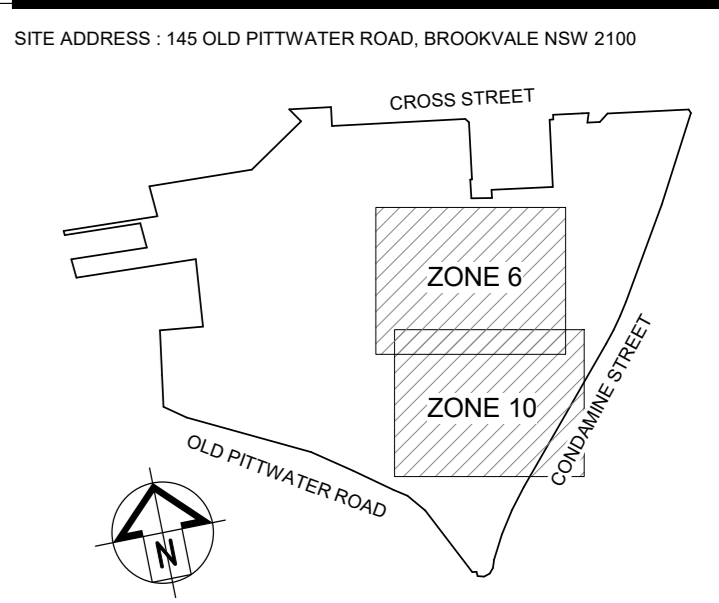 SITE ADDRESS : 145 OLD PITTWATER ROAD, BROOKVALE NSW 2100
CROSS STREET
ZONE 6
ZONE 10
CONDAMINE STREET
OLD PITTWATER ROAD
N